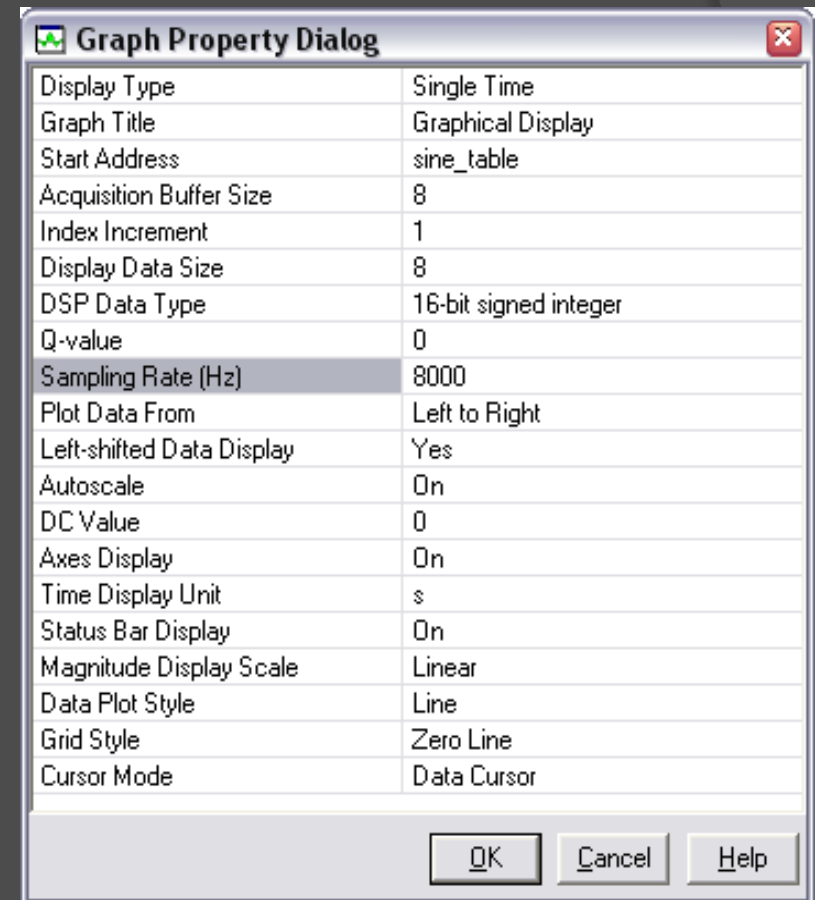 Graph Property Dialog
Display Type Single Time
Graph Title Graphical Display
Start Address sine_table
Acquisition Buffer Size 8
Index Increment 1
Display Data Size 8
DSP Data Type 16-bit signed integer
Q-value 0
Sampling Rate (Hz) 8000
Plot Data From Left to Right
Left-shifted Data Display Yes
Autoscale On
DC Value 0
Axes Display On
Time Display Unit s
Status Bar Display On
Magnitude Display Scale Linear
Data Plot Style Line
Grid Style Zero Line
Cursor Mode Data Cursor
OK Cancel Help